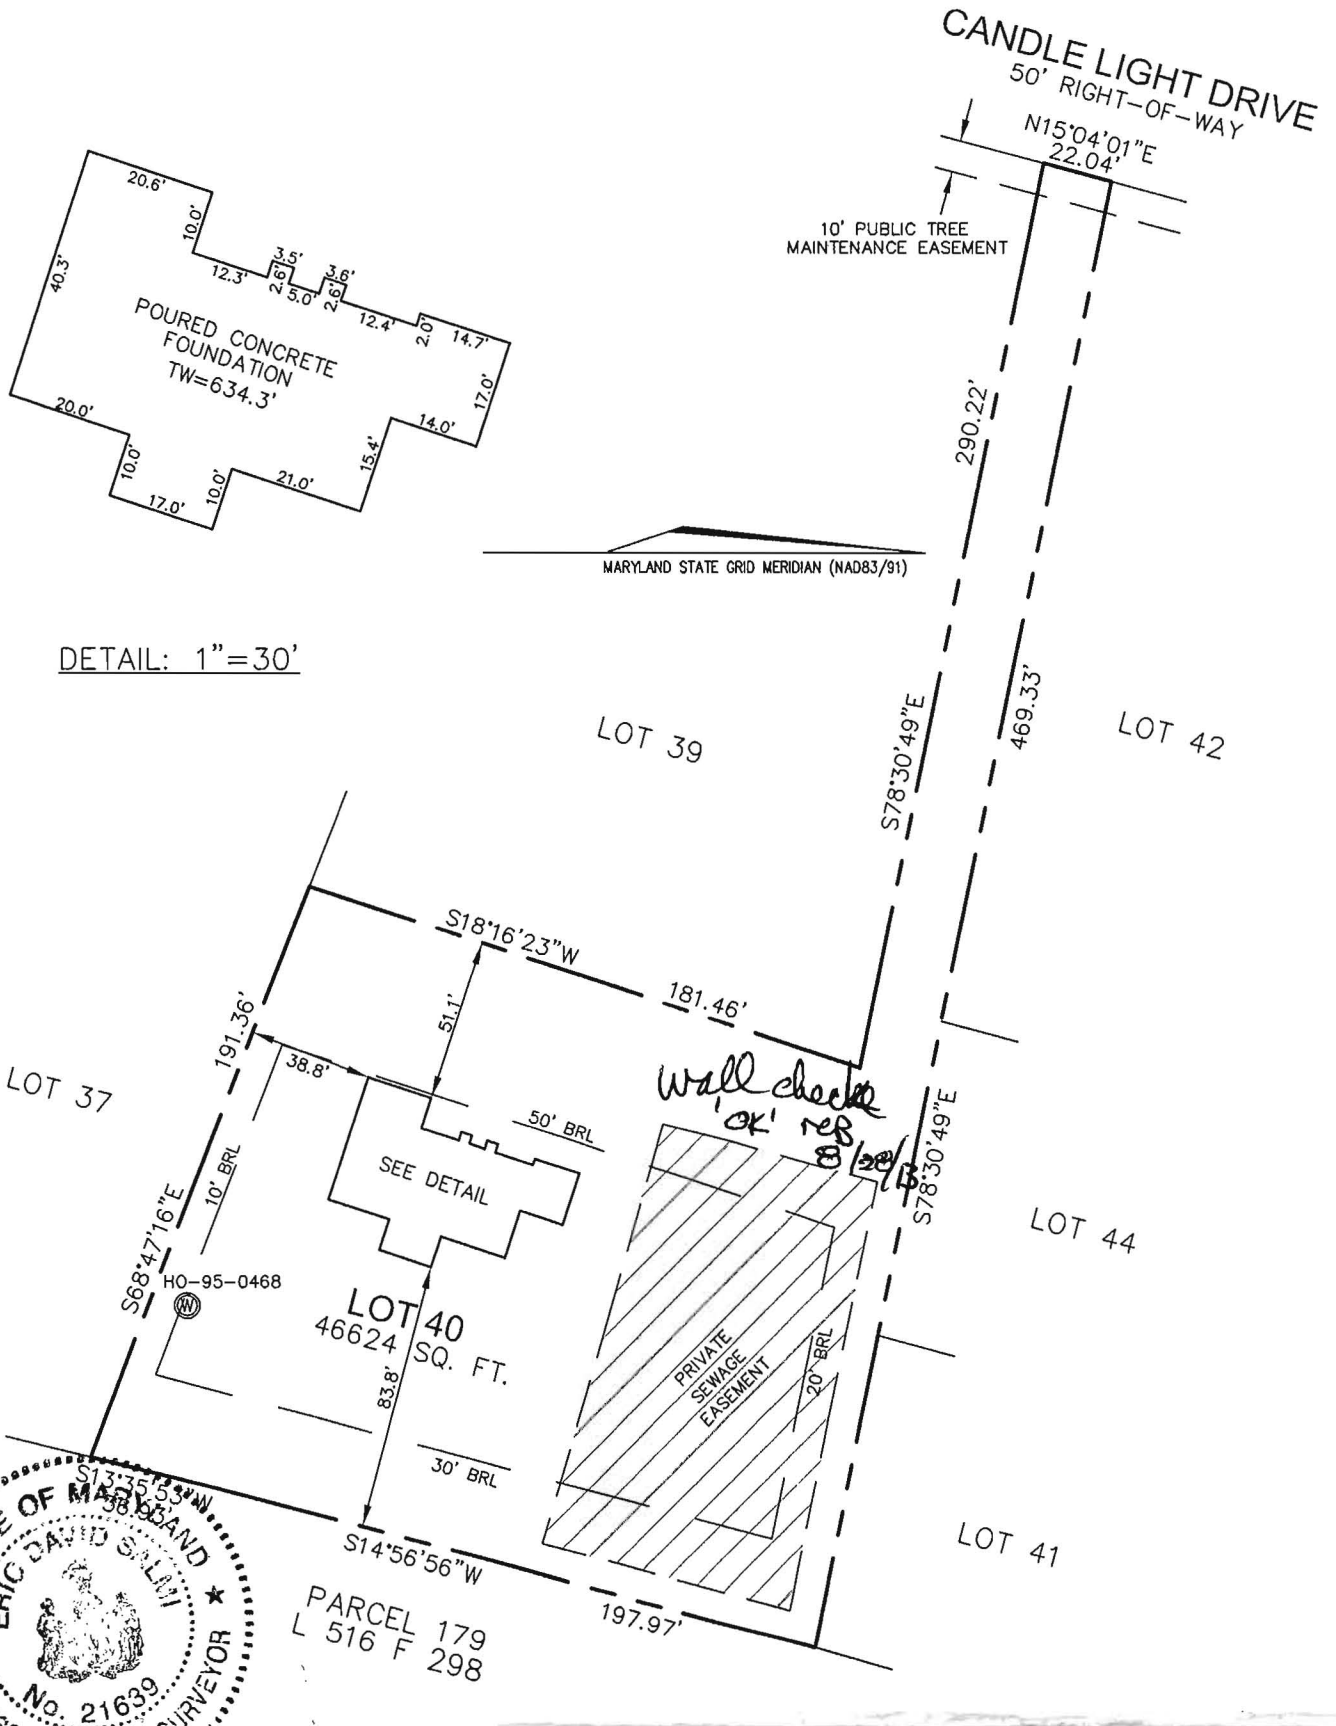 CANDLE LIGHT DRIVE
50' RIGHT-OF-WAY
N15°04'01"E
22.04'
10' PUBLIC TREE
MAINTENANCE EASEMENT
20.6'
10.0'
12.3'
2.6'
3.5'
5.0'
3.6'
2.6'
12.4'
2.0'
14.7'
17.0'
14.0'
15.4'
21.0'
10.0'
17.0'
10.0'
20.0'
40.3'
POURED CONCRETE
FOUNDATION
TW=634.3'
290.22'
S78°30'49"E
469.33'
MARYLAND STATE GRID MERIDIAN (NAD83/91)
DETAIL: 1"=30'
LOT 39
LOT 42
S18°16'23"W
181.46'
51.1'
38.8'
191.36'
S68°47'16"E
LOT 37
10' BRL
50' BRL
wall check
'OK'
8/28/13
S78°30'49"E
SEE DETAIL
LOT 44
HO-95-0468
W
LOT 40
46624 SQ. FT.
83.8'
PRIVATE
SEWAGE
EASEMENT
20' BRL
30' BRL
LOT 41
S13°35'53"W
38.93'
S14°56'56"W
197.97'
PARCEL 179
L 516 F 298
OF MARYLAND
ERIC DAVID SALMI
No. 21639
SURVEYOR